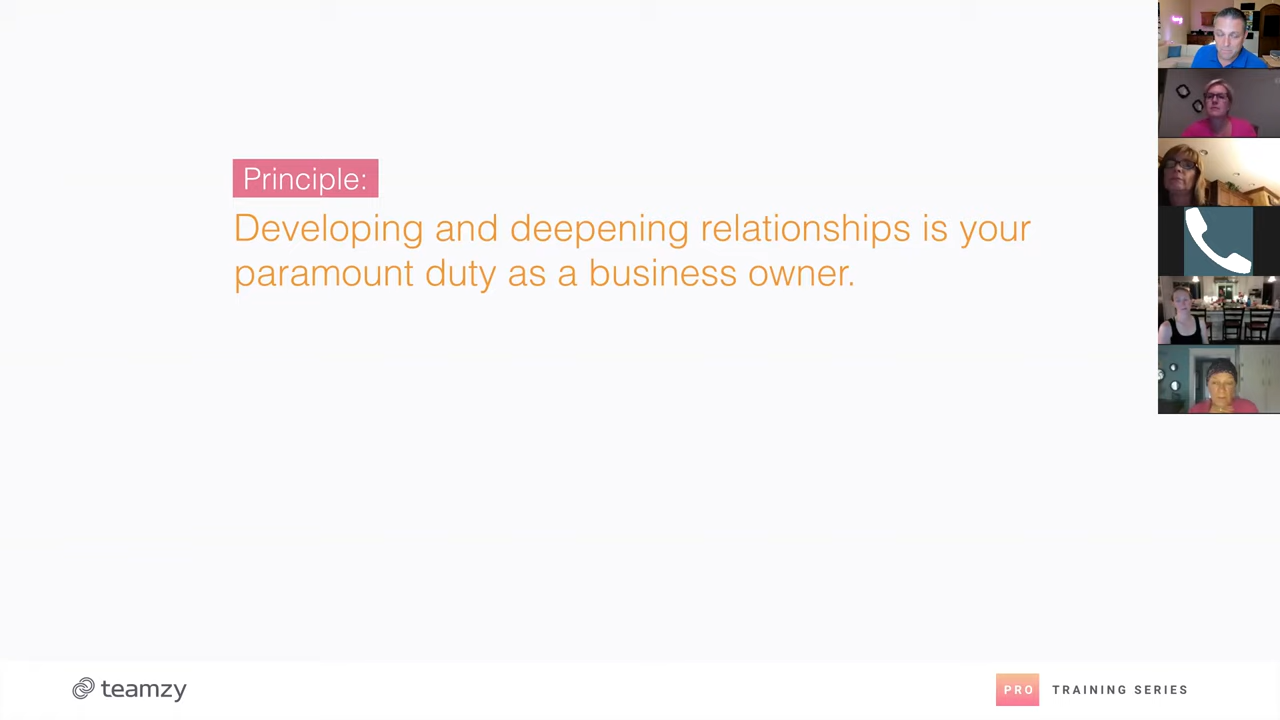 Principle:
Developing and deepening relationships is your
paramount duty as a business owner.
teamzy
PRO TRAINING SERIES